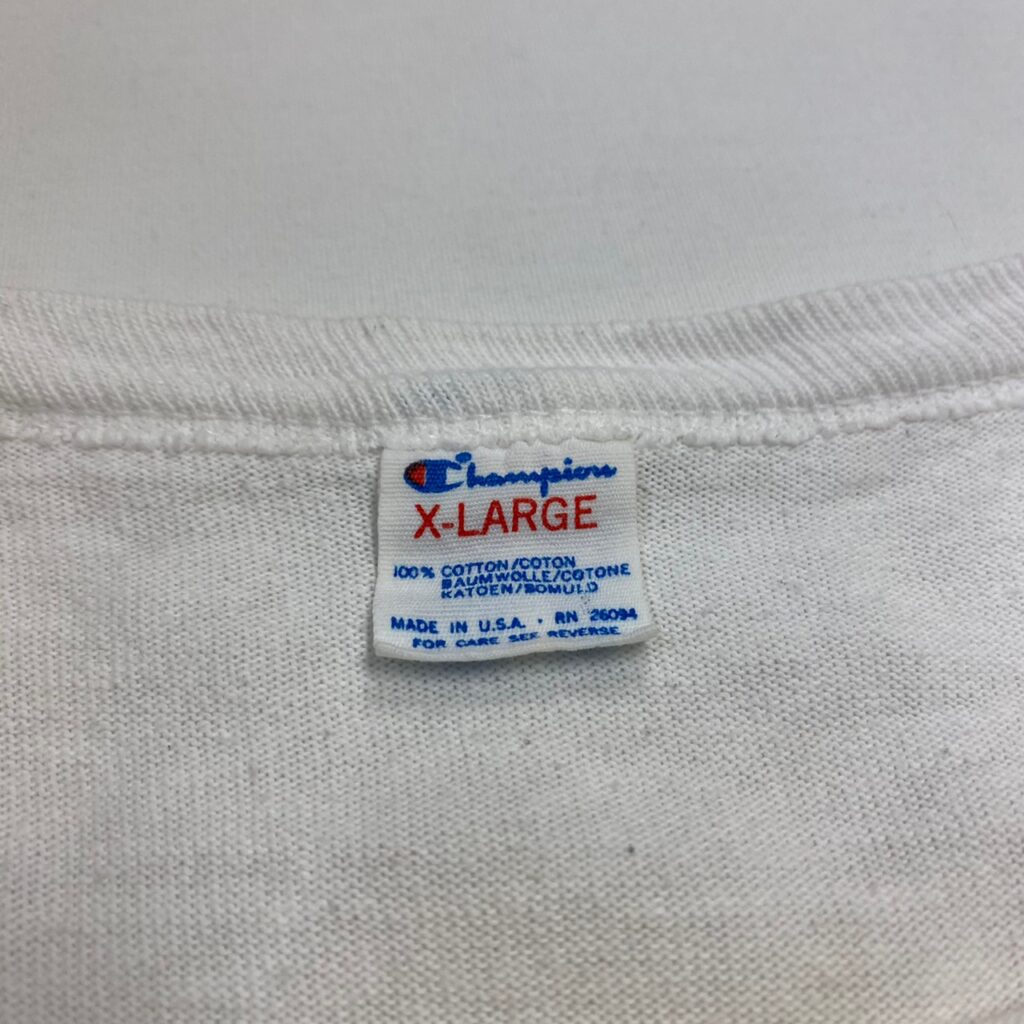 Champion
X-LARGE
100% COTTON/COTON
BAUMWOLLE/COTONE
KATOEN/BOMULD
MADE IN U.S.A. · RN 26094
FOR CARE SEE REVERSE